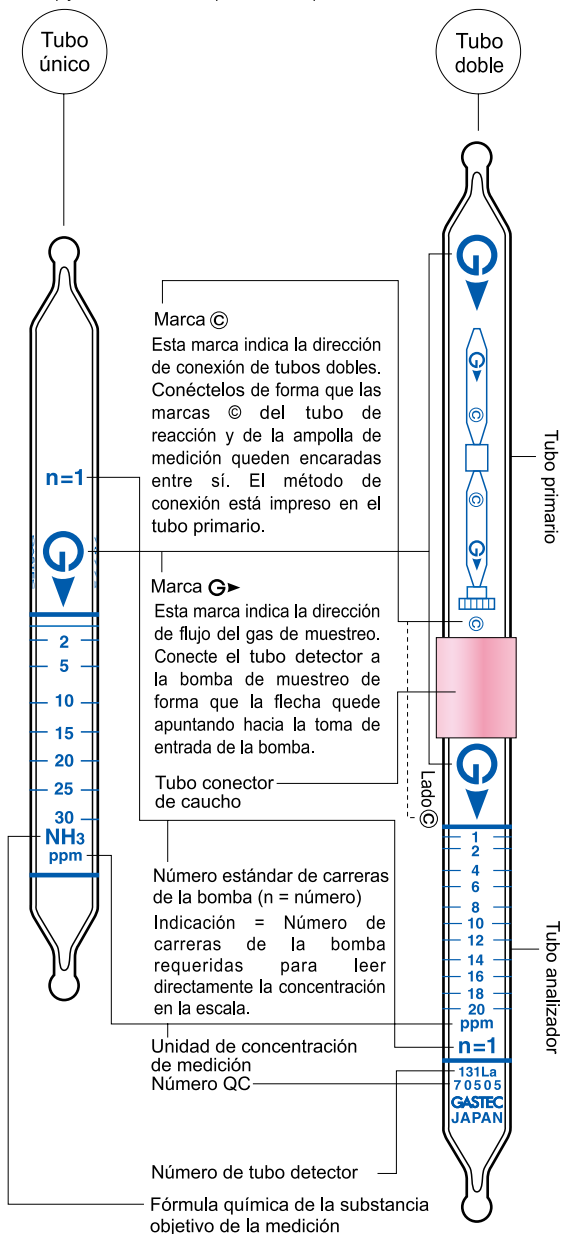 Tubo
único
Tubo
doble
Marca ©
Esta marca indica la dirección
de conexión de tubos dobles.
Conéctelos de forma que las
marcas © del tubo de
reacción y de la ampolla de
medición queden encaradas
entre sí. El método de
conexión está impreso en el
tubo primario.
Marca G►
Esta marca indica la dirección
de flujo del gas de muestreo.
Conecte el tubo detector a
la bomba de muestreo de
forma que la flecha quede
apuntando hacia la toma de
entrada de la bomba.
Tubo conector
de caucho
Número estándar de carreras
de la bomba (n = número)
Indicación = Número de
carreras de la bomba
requeridas para leer
directamente la concentración
en la escala.
Unidad de concentración
de medición
Número QC
Número de tubo detector
Fórmula química de la substancia
objetivo de la medición
n=1
G
2
5
10
15
20
25
30
NH3
ppm
G
G
©
©
G
©
Tubo primario
G
Lado ©
1
2
4
6
8
10
12
14
16
18
20
ppm
n=1
131La
70505
GASTEC
JAPAN
Tubo analizador